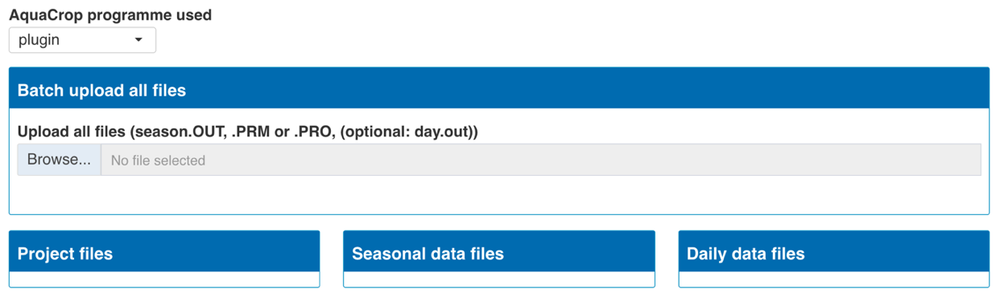 AquaCrop programme used
plugin
Batch upload all files
Upload all files (season.OUT, .PRM or .PRO, (optional: day.out))
Browse... No file selected
Project files Seasonal data files Daily data files